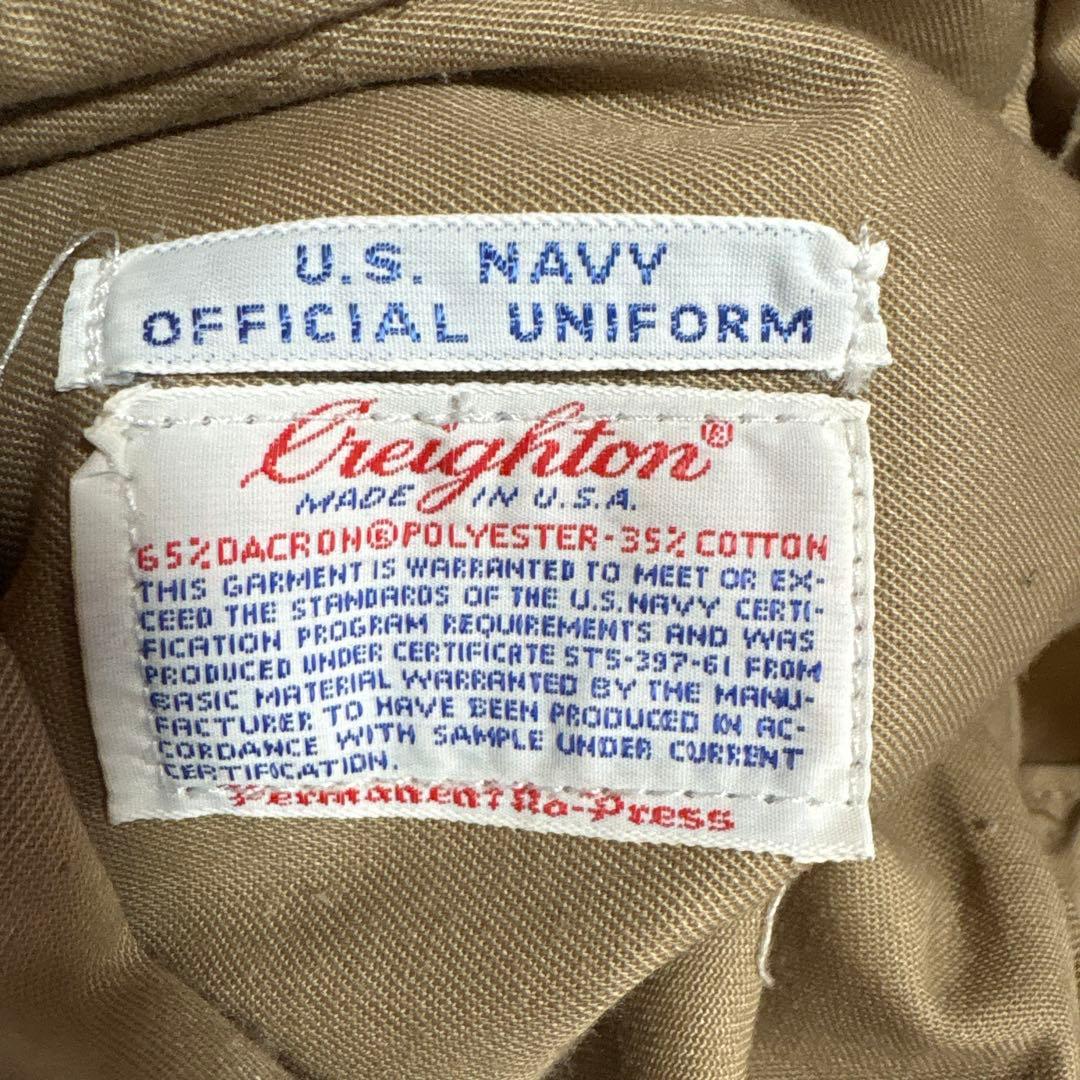 U.S. NAVY
OFFICIAL UNIFORM
Creighton®
MADE IN U.S.A.
65% DACRON® POLYESTER-35% COTTON
THIS GARMENT IS WARRANTED TO MEET OR EX-
CEED THE STANDARDS OF THE U.S. NAVY CERTI-
FICATION PROGRAM REQUIREMENTS AND WAS
PRODUCED UNDER CERTIFICATE STS-397-61 FROM
BASIC MATERIAL WARRANTED BY THE MANU-
FACTURER TO HAVE BEEN PRODUCED IN AC-
CORDANCE WITH SAMPLE UNDER CURRENT
CERTIFICATION.
Permanent No-Press